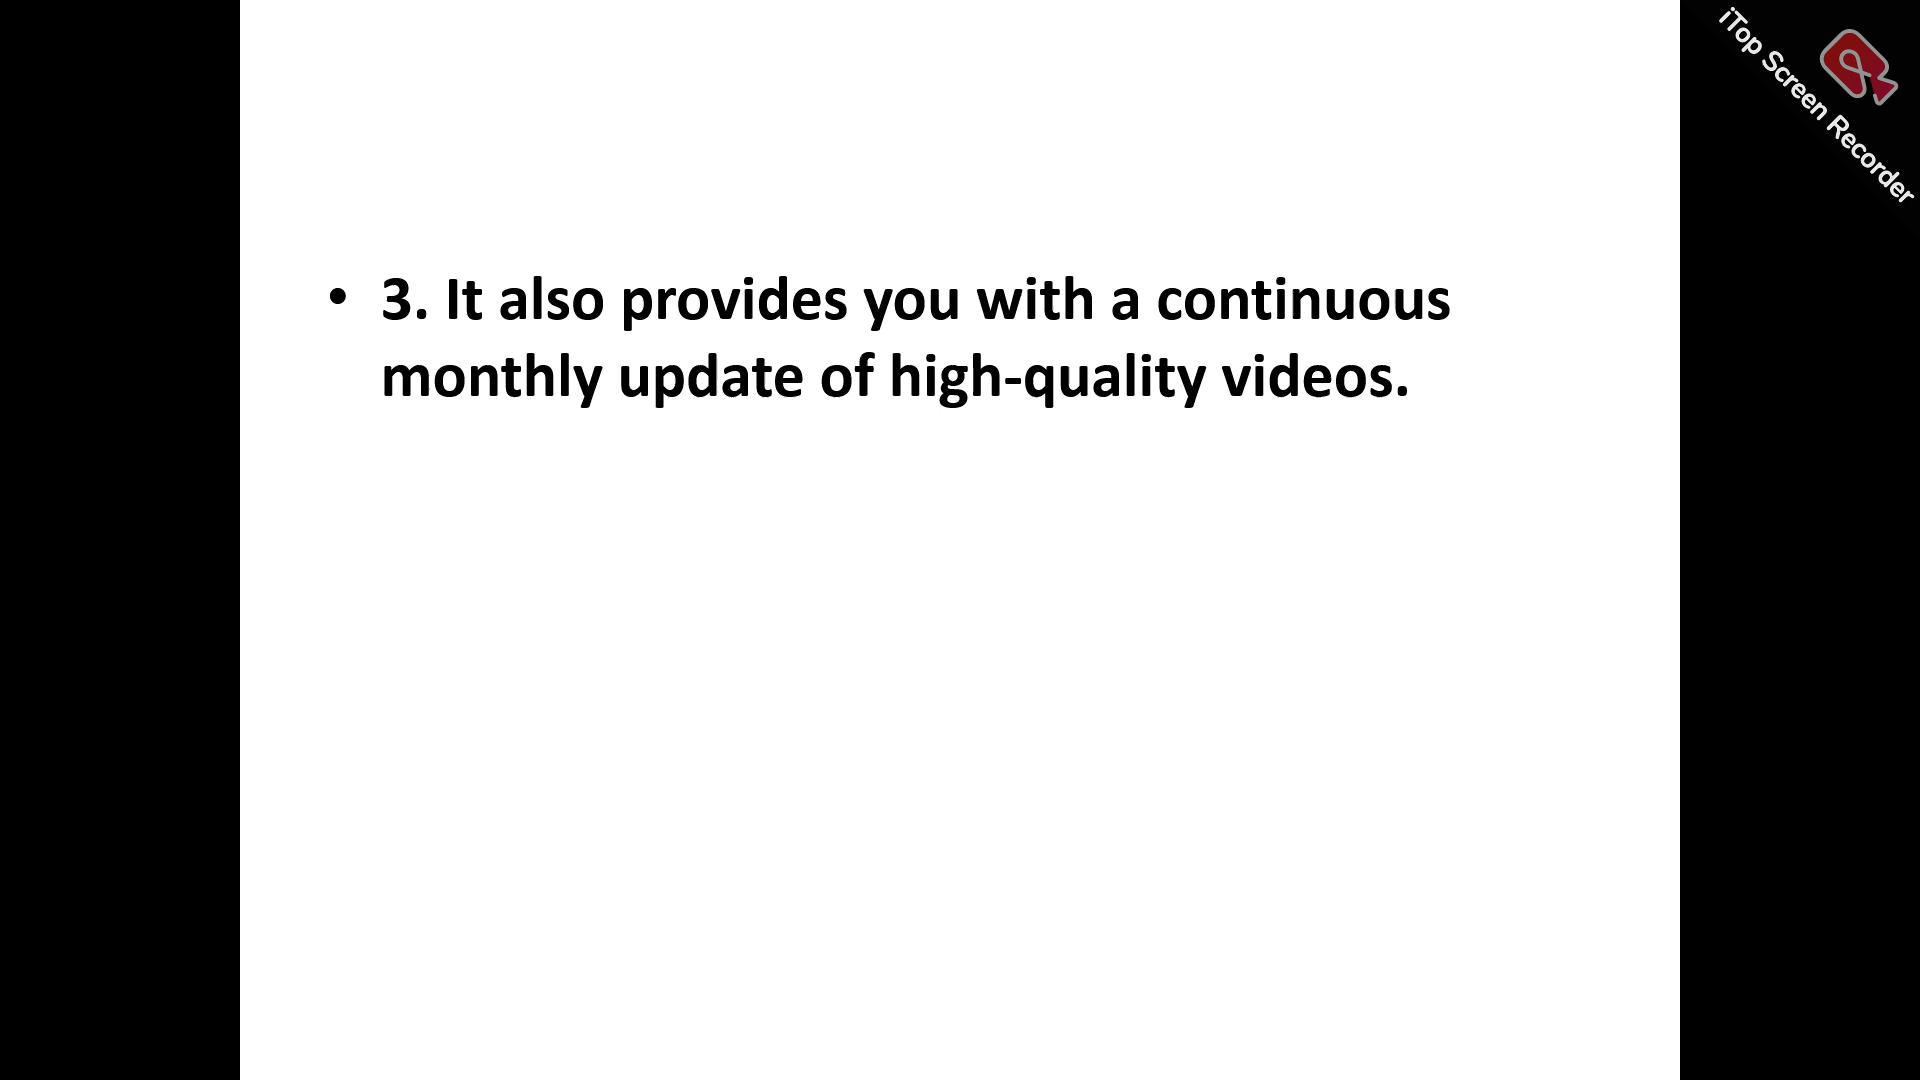 iTop Screen Recorder
• 3. It also provides you with a continuous
monthly update of high-quality videos.